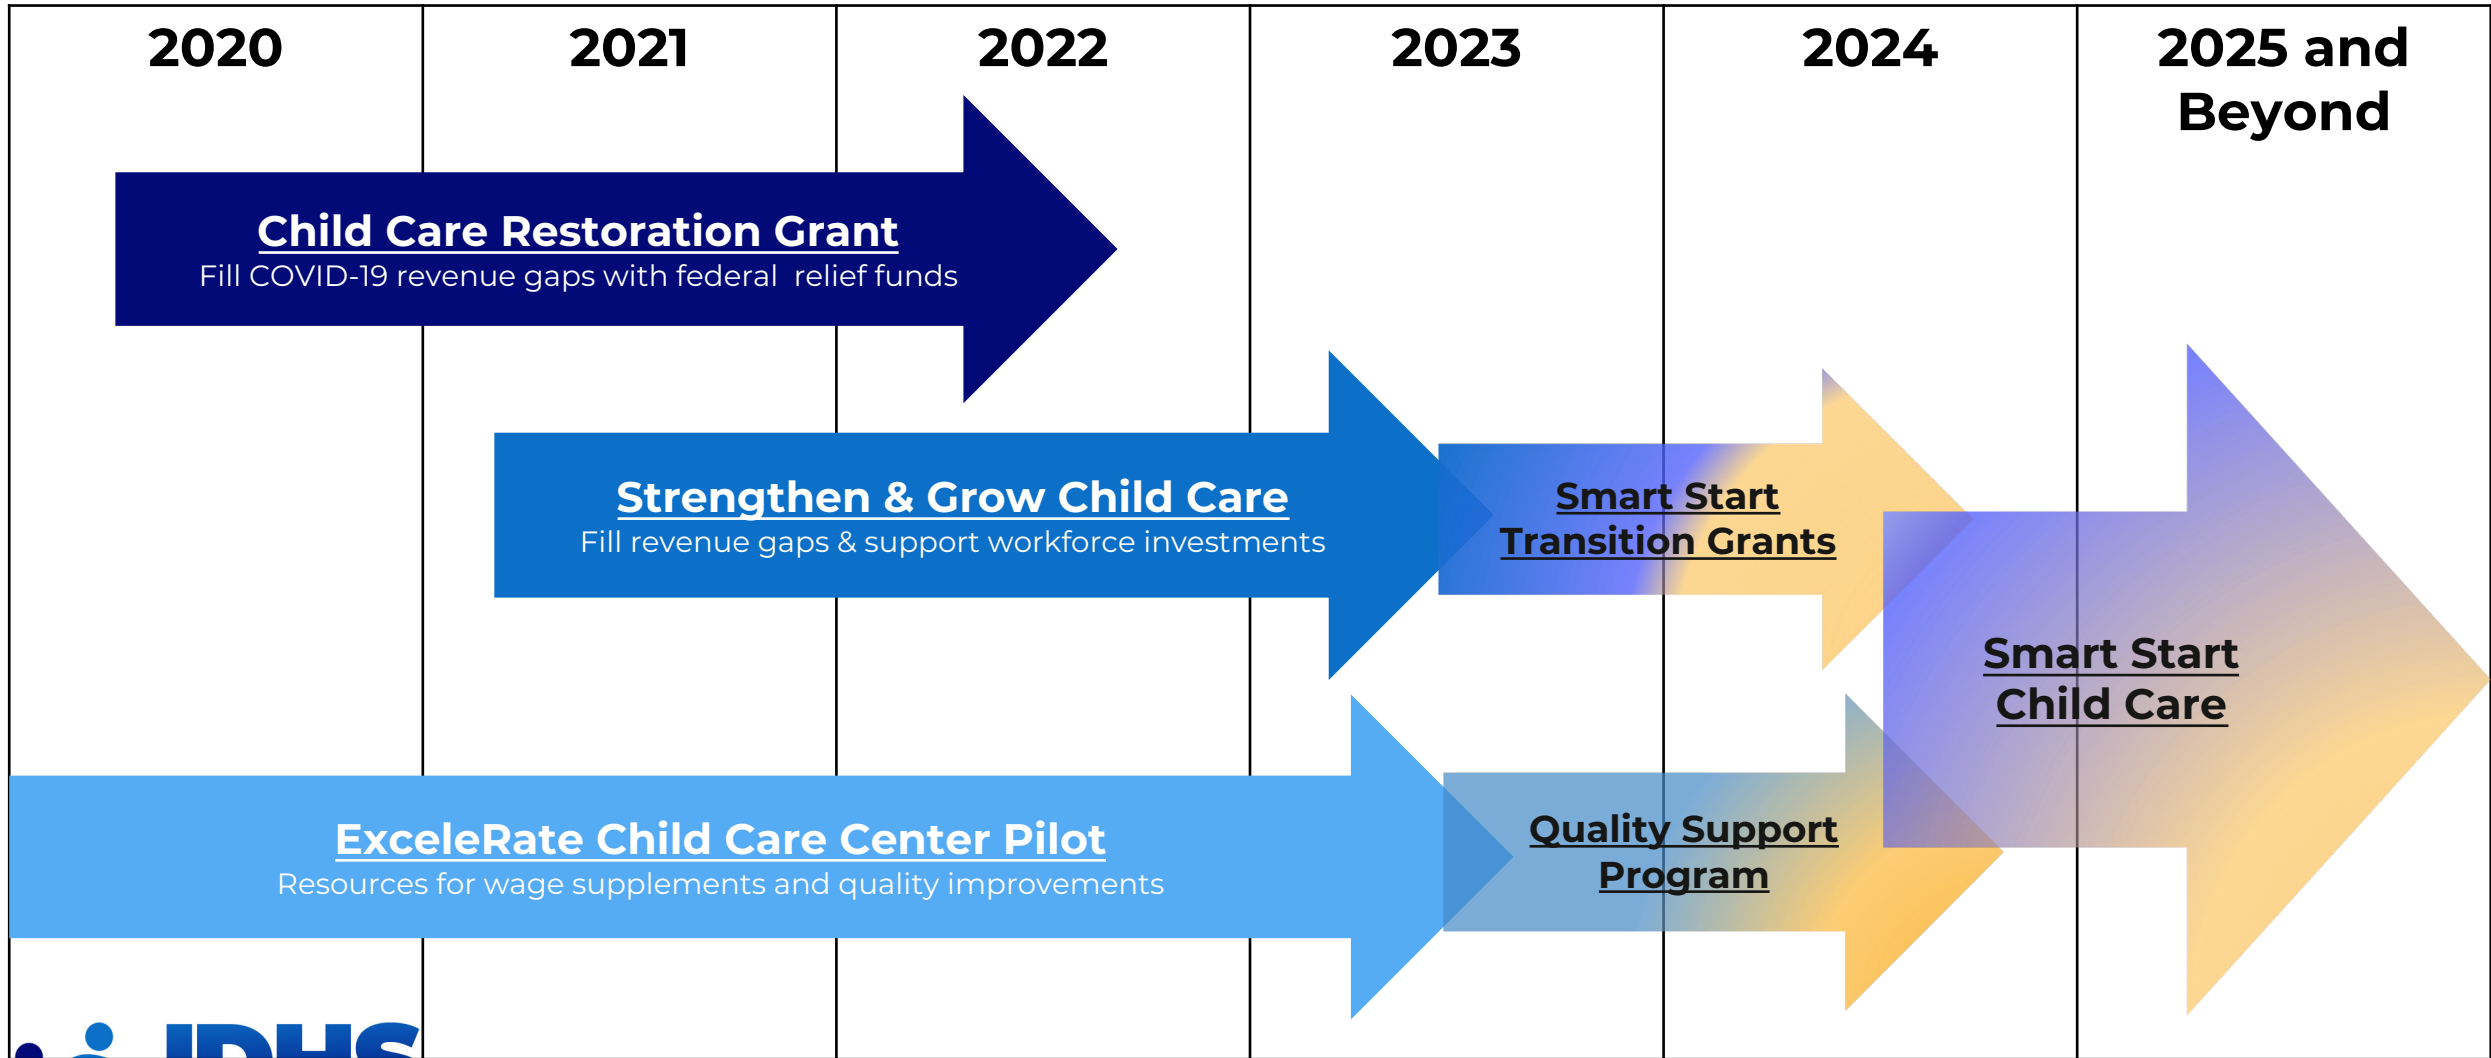 2020
2021
2022
2023
2024
2025 and
Beyond
Child Care Restoration Grant
Fill COVID-19 revenue gaps with federal relief funds
Strengthen & Grow Child Care
Fill revenue gaps & support workforce investments
Smart Start
Transition Grants
Smart Start
Child Care
ExceleRate Child Care Center Pilot
Resources for wage supplements and quality improvements
Quality Support
Program
IDHS